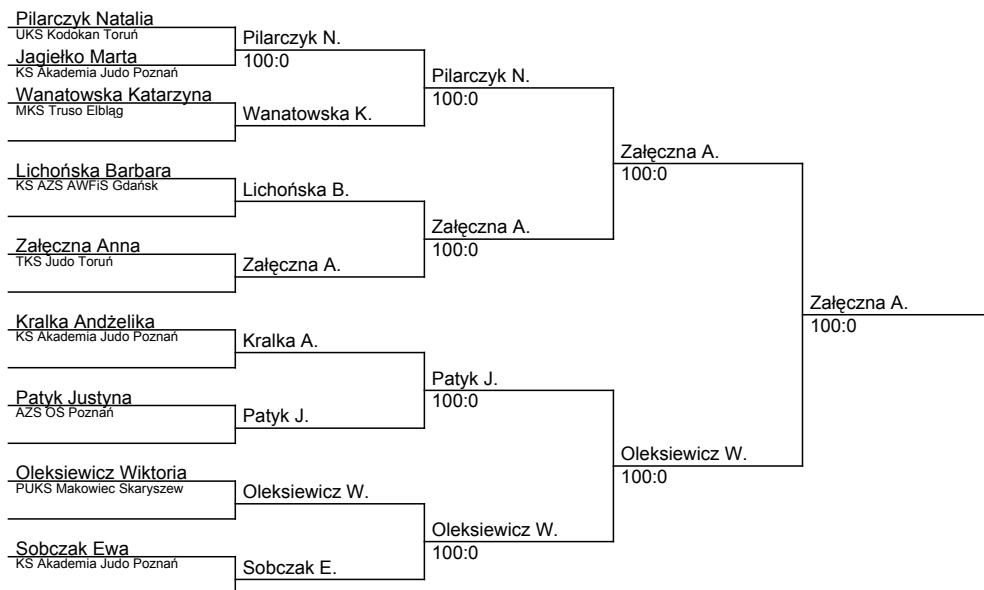 Pilarczyk Natalia
UKS Kodokan Toruń
Jagiełko Marta
KS Akademia Judo Poznań
Wanatowska Katarzyna
MKS Truso Elbląg
Lichońska Barbara
KS AZS AWFiS Gdańsk
Załęczna Anna
TKS Judo Toruń
Kralka Andżelika
KS Akademia Judo Poznań
Patyk Justyna
AZS OŚ Poznań
Oleksiewicz Wiktoria
PUKS Makowiec Skaryszew
Sobczak Ewa
KS Akademia Judo Poznań
Pilarczyk N.
100:0
Wanatowska K.
Lichońska B.
Załęczna A.
Kralka A.
Patyk J.
Oleksiewicz W.
Sobczak E.
Pilarczyk N.
100:0
Załęczna A.
100:0
Patyk J.
100:0
Oleksiewicz W.
100:0
Załęczna A.
100:0
Oleksiewicz W.
100:0
Załęczna A.
100:0